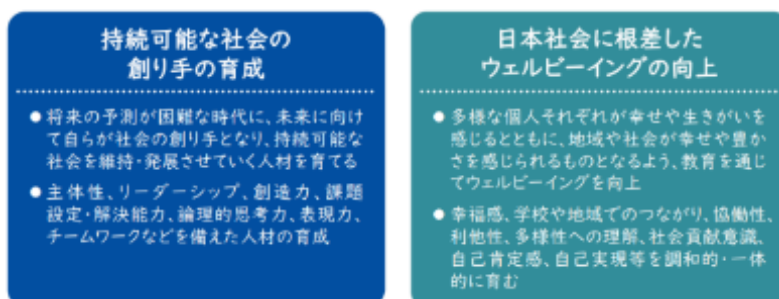 持続可能な社会の
創り手の育成
● 将来の予測が困難な時代に、未来に向け
て自らが社会の創り手となり、持続可能な
社会を維持・発展させていく人材を育てる
● 主体性、リーダーシップ、創造力、課題
設定・解決能力、論理的思考力、表現力、
チームワークなどを備えた人材の育成
日本社会に根差した
ウェルビーイングの向上
● 多様な個人それぞれが幸せや生きがいを
感じるとともに、地域や社会が幸せや豊か
さを感じられるものとなるよう、教育を通じ
てウェルビーイングを向上
● 幸福感、学校や地域でのつながり、協働性、
利他性、多様性への理解、社会貢献意識、
自己肯定感、自己実現等を調和的・一体
的に育む